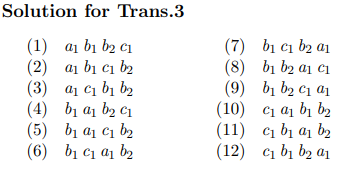 Solution for Trans.3
(1) a₁ b₁ b₂ c₁
(2) a₁ b₁ c₁ b₂
(3) a₁ c₁ b₁ b₂
(4) b₁ a₁ b₂ c₁
(5) b₁ a₁ c₁ b₂
(6) b₁ c₁ a₁ b₂
(7) b₁ c₁ b₂ a₁
(8) b₁ b₂ a₁ c₁
(9) b₁ b₂ c₁ a₁
(10) c₁ a₁ b₁ b₂
(11) c₁ b₁ a₁ b₂
(12) c₁ b₁ b₂ a₁